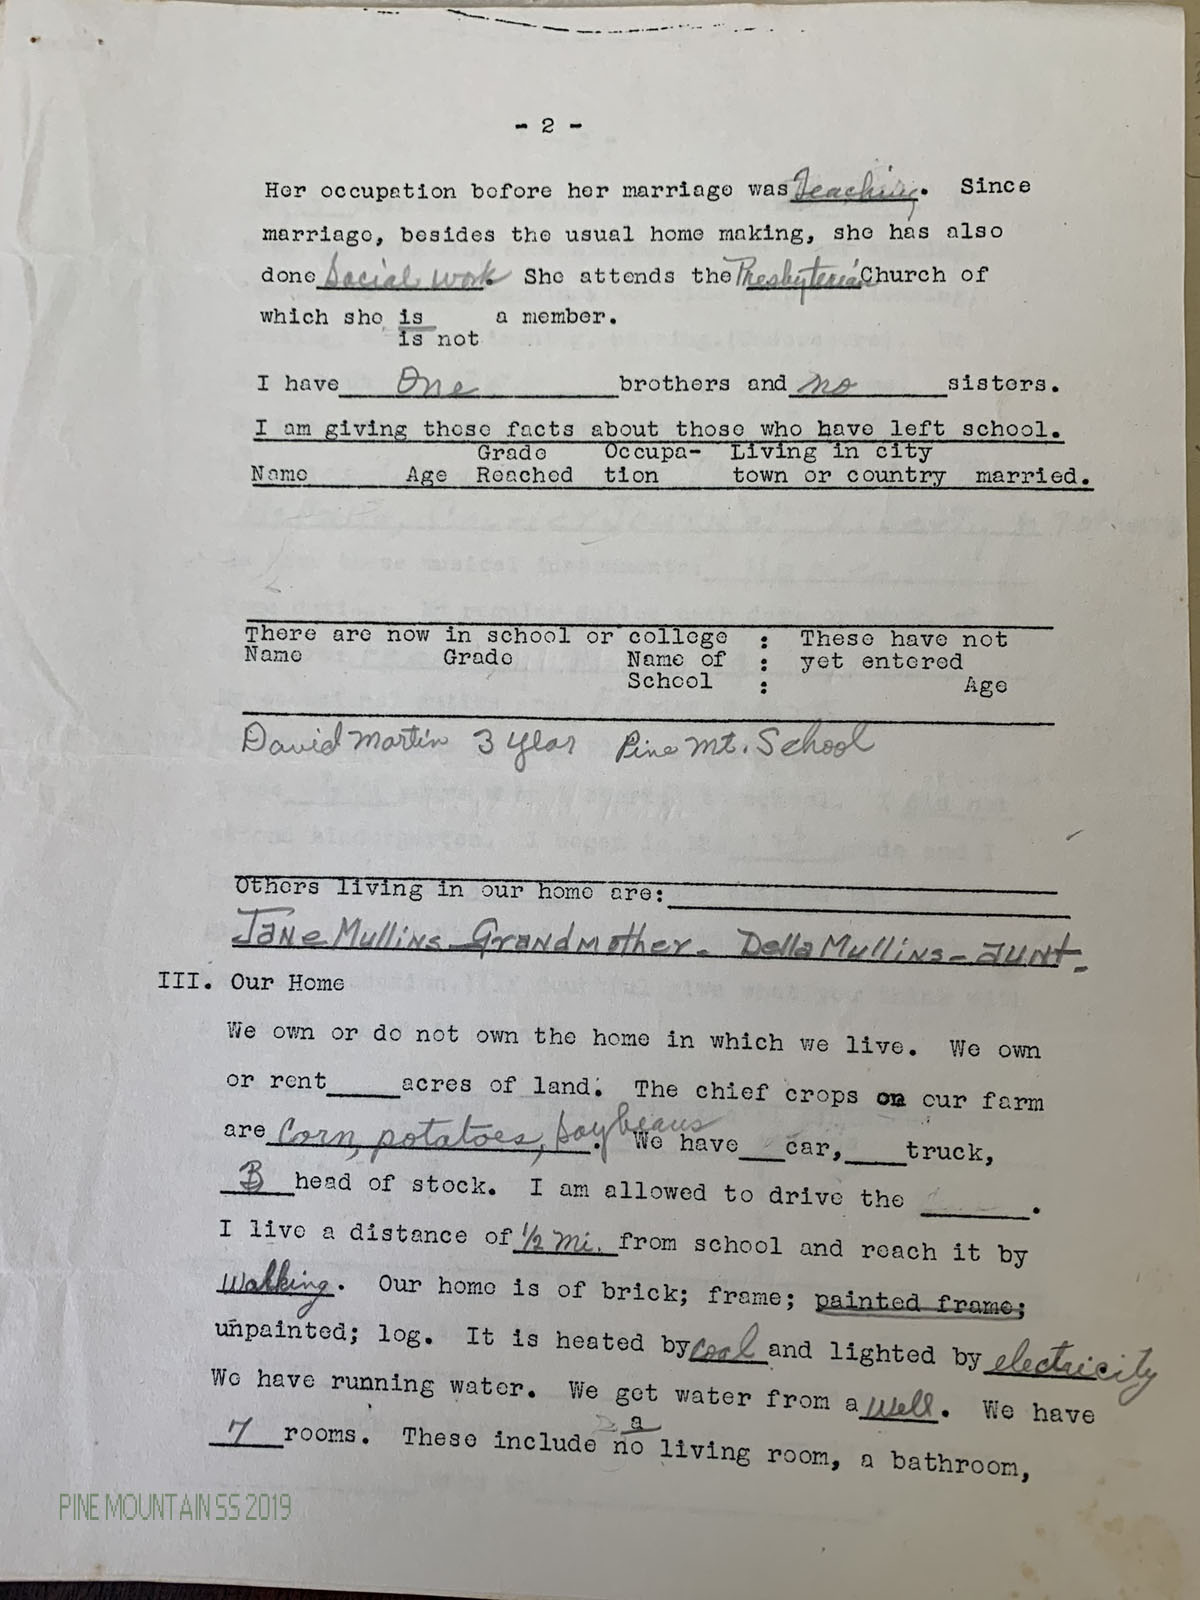 - 2 -
Her occupation before her marriage was Teaching. Since
marriage, besides the usual home making, she has also
done Social work. She attends the Presbyterian Church of
which she is a member.
is not
I have One brothers and no sisters.
I am giving these facts about those who have left school.
Grade Occupa- Living in city
Name Age Reached tion town or country married.
There are now in school or college : These have not
Name Grade Name of : yet entered
School : Age
David Martin 3 year Pine Mt. School
Others living in our home are:
Jane Mullins - Grandmother - Della Mullins - aunt -
III. Our Home
We own or do not own the home in which we live. We own
or rent ____ acres of land. The chief crops on our farm
are Corn, potatoes, Soybeans. We have ___ car, ____ truck,
head of stock. I am allowed to drive the ______.
I live a distance of 1/2 mi. from school and reach it by
Walking. Our home is of brick; frame; painted frame;
unpainted; log. It is heated by coal and lighted by electricity
We have running water. We get water from a well. We have
a
7 rooms. These include no living room, a bathroom,
PINE MOUNTAIN SS 2019